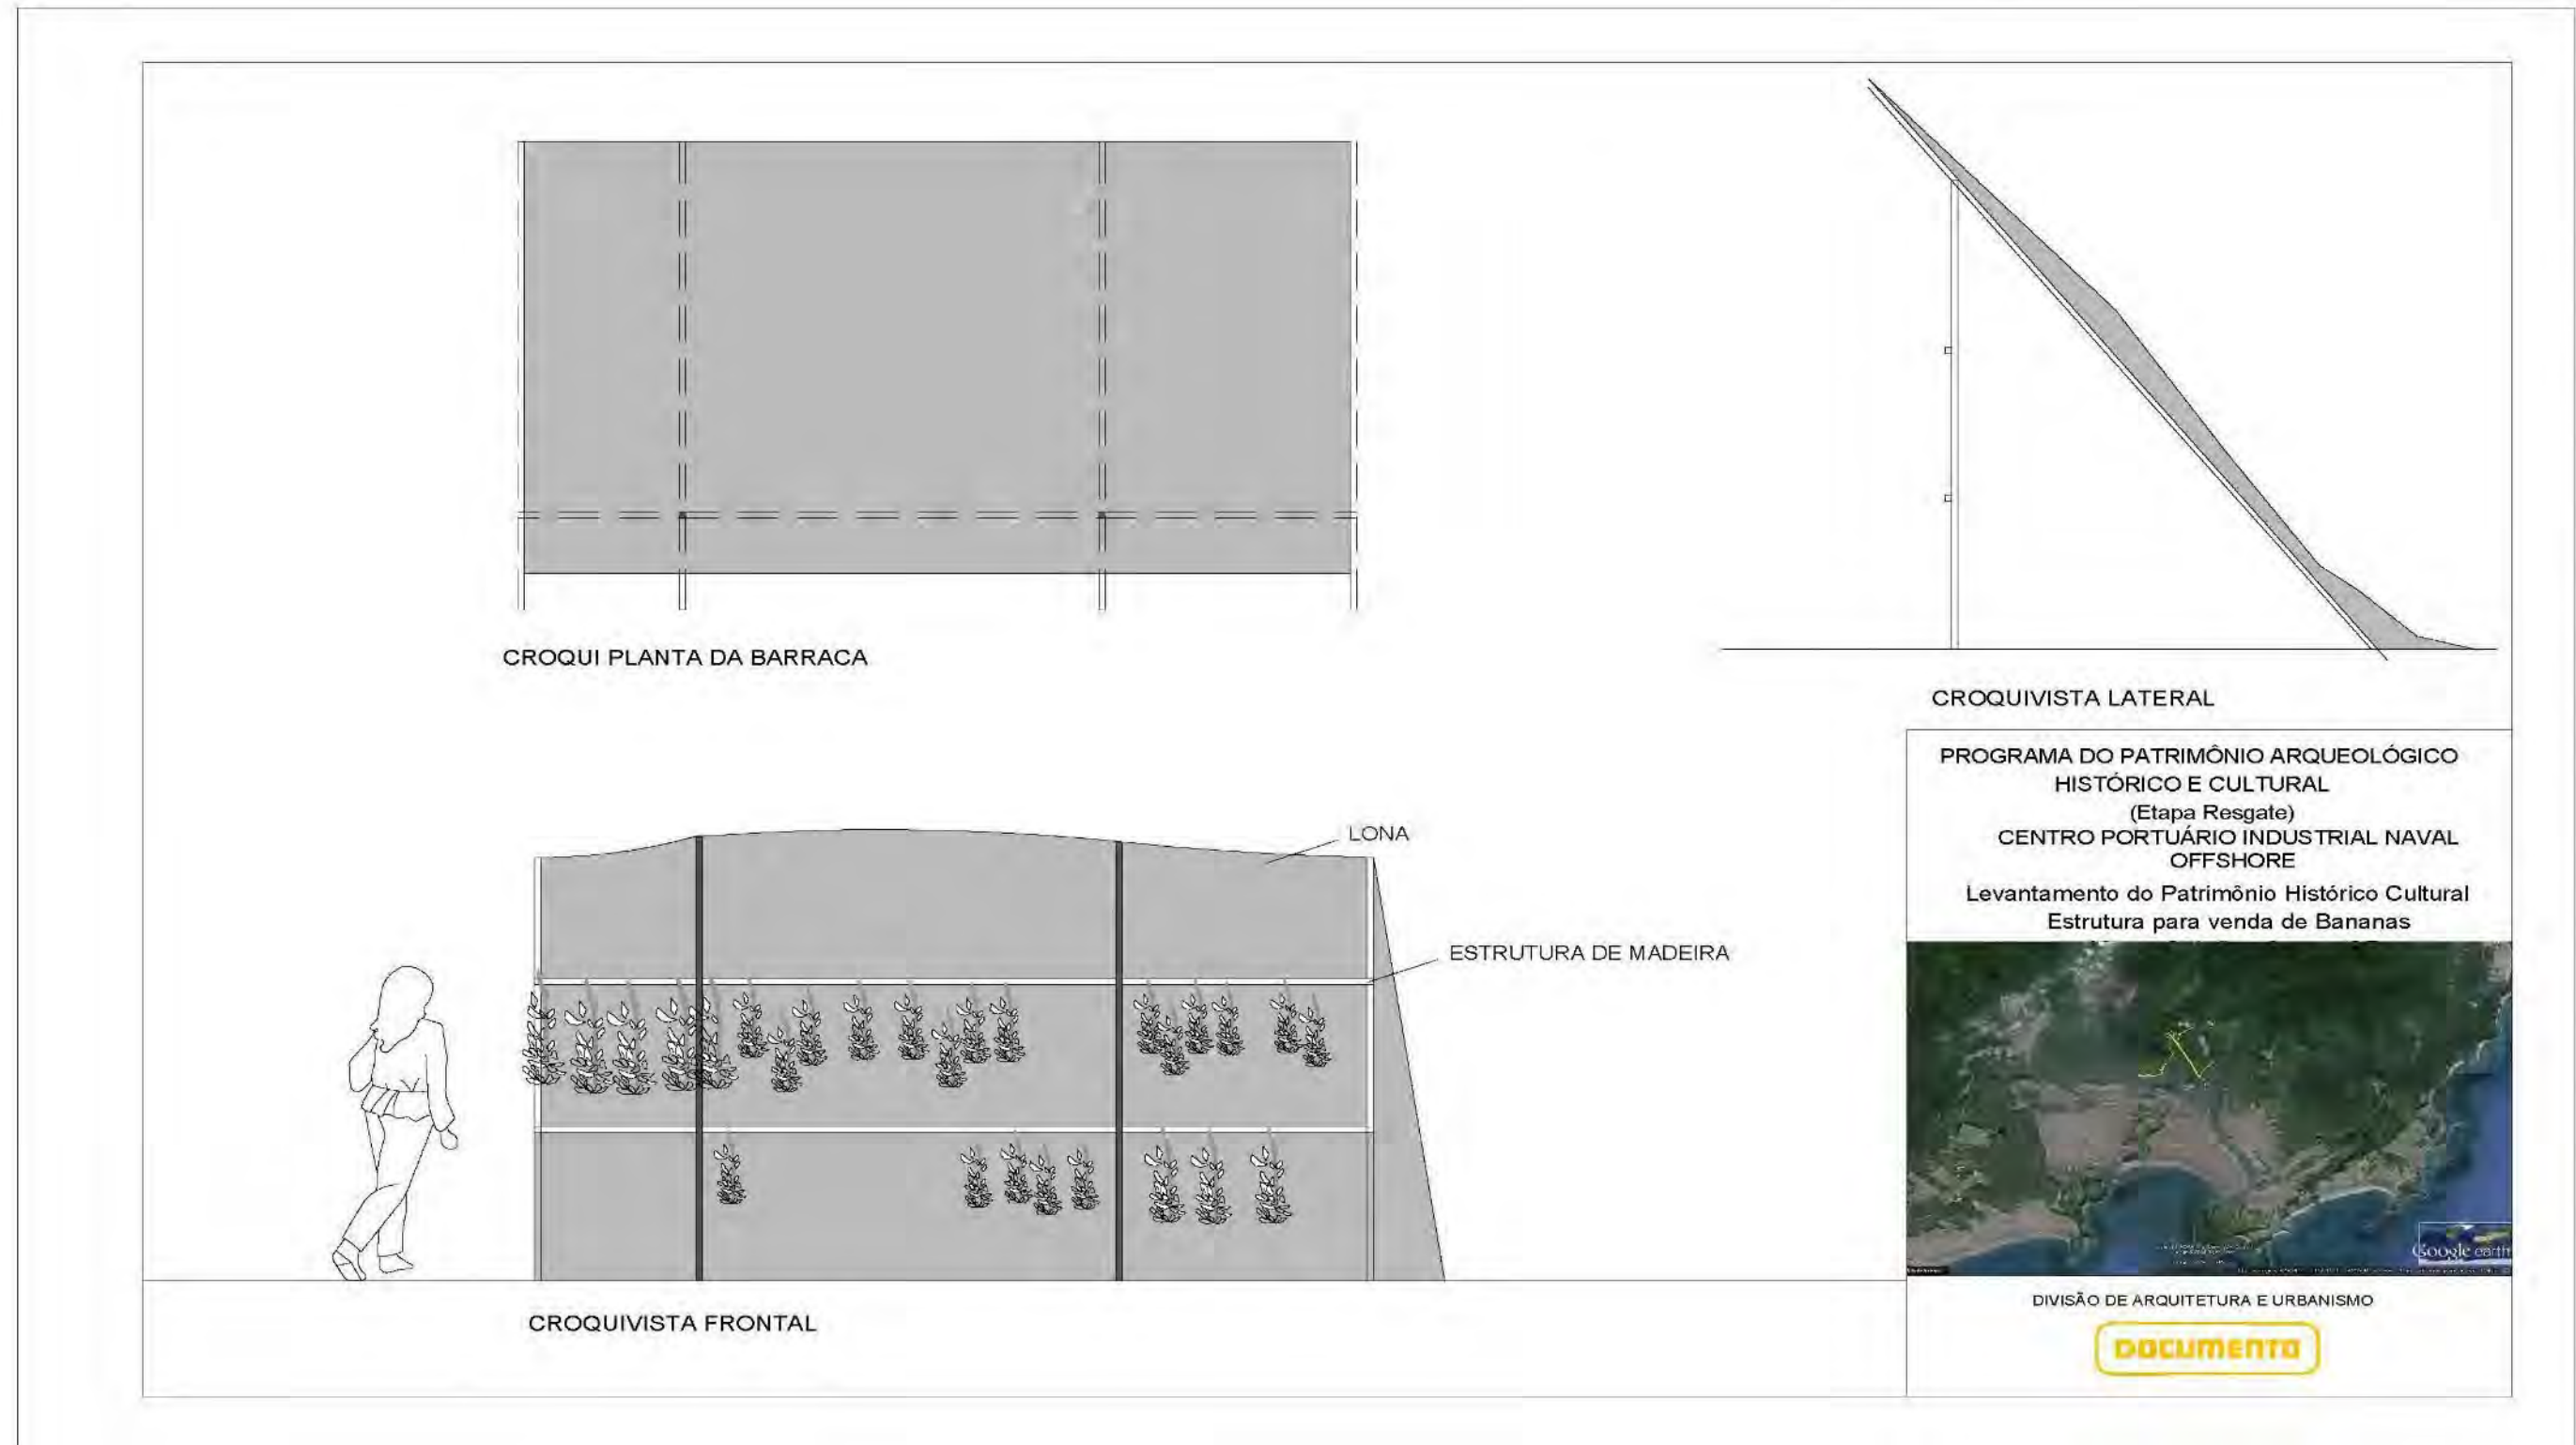 CROQUI PLANTA DA BARRACA
CROQUIVISTA LATERAL
LONA
ESTRUTURA DE MADEIRA
CROQUIVISTA FRONTAL
PROGRAMA DO PATRIMÔNIO ARQUEOLÓGICO
HISTÓRICO E CULTURAL
(Etapa Resgate)
CENTRO PORTUÁRIO INDUSTRIAL NAVAL
OFFSHORE
Levantamento do Patrimônio Histórico Cultural
Estrutura para venda de Bananas
Google earth
DIVISÃO DE ARQUITETURA E URBANISMO
DOCUMENTO